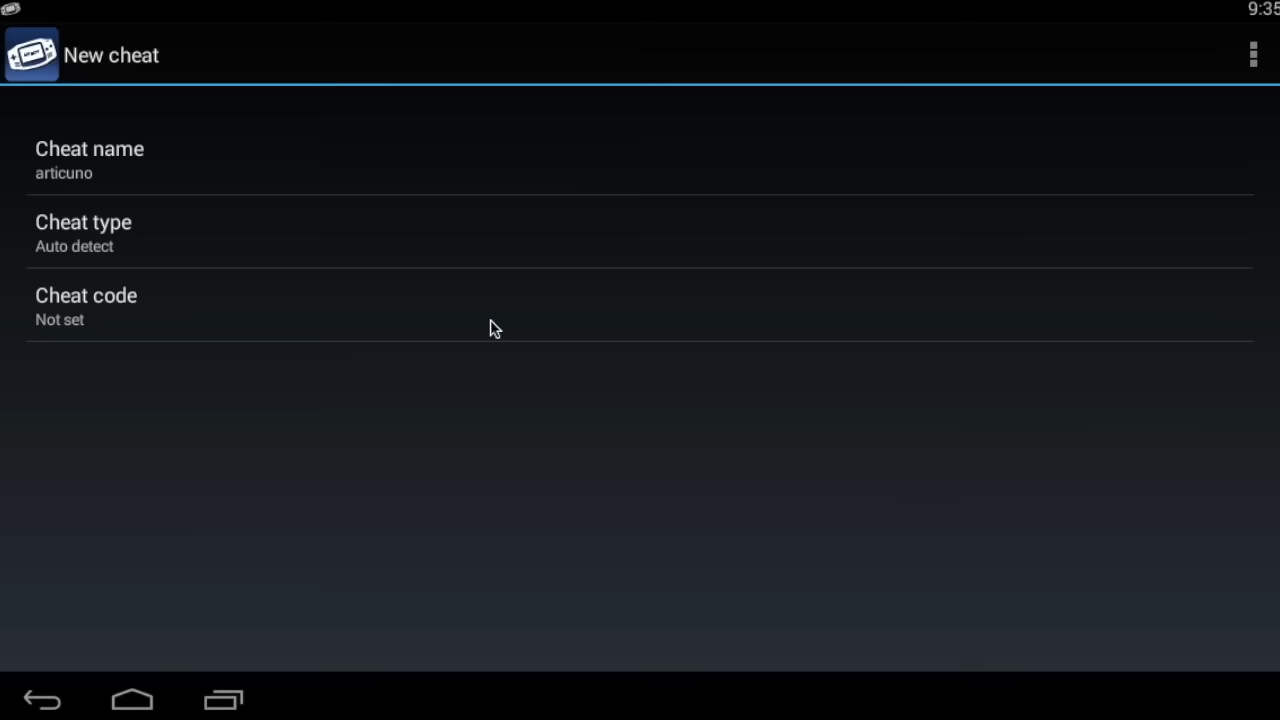 9:35
New cheat
Cheat name
articuno
Cheat type
Auto detect
Cheat code
Not set